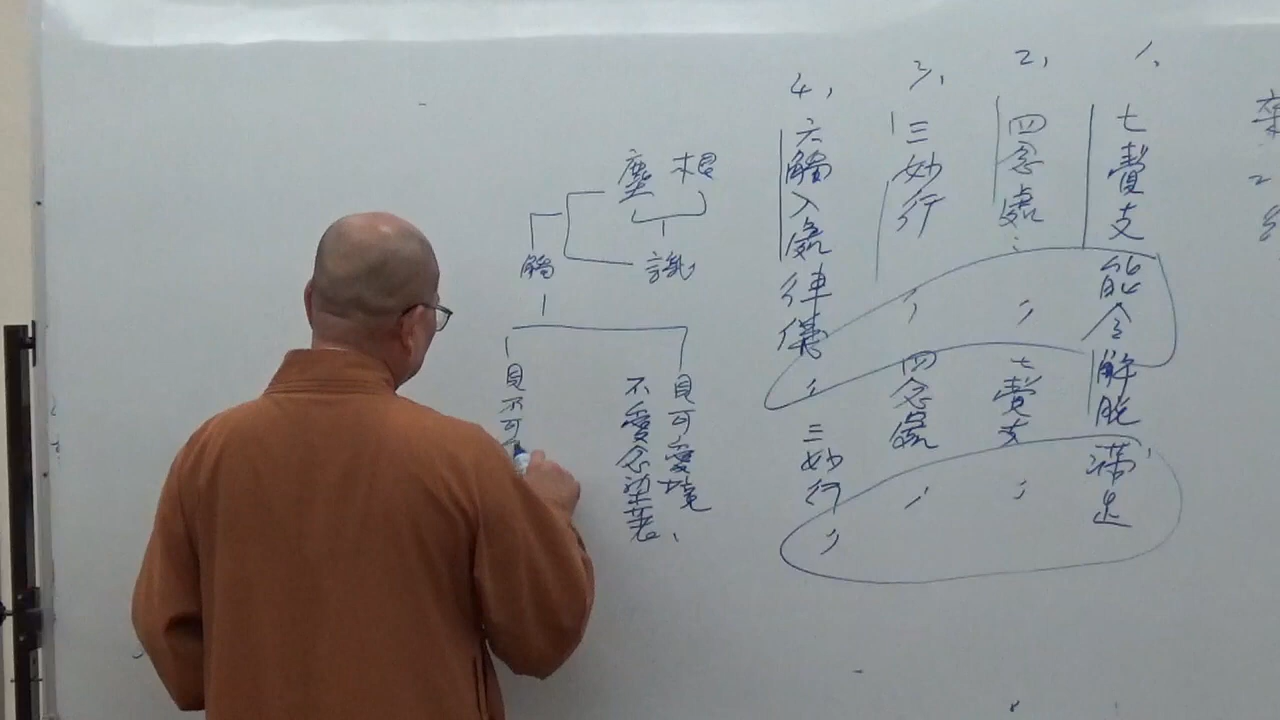 1、七覺支能令解脫滿足
2、四念處〃七覺支〃
3、三妙行〃四念處〃
4、六觸入處律儀〃三妙行〃
根
塵
識
觸
見可愛境、
不愛念染著、
見不可